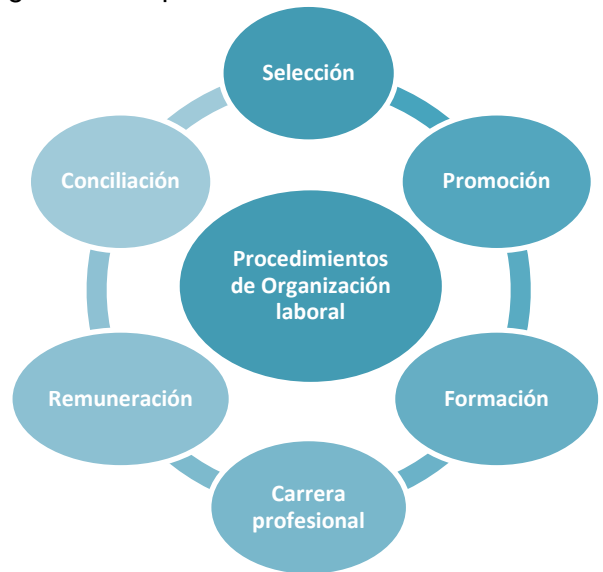 Selección
Promoción
Formación
Carrera
profesional
Remuneración
Conciliación
Procedimientos
de Organización
laboral